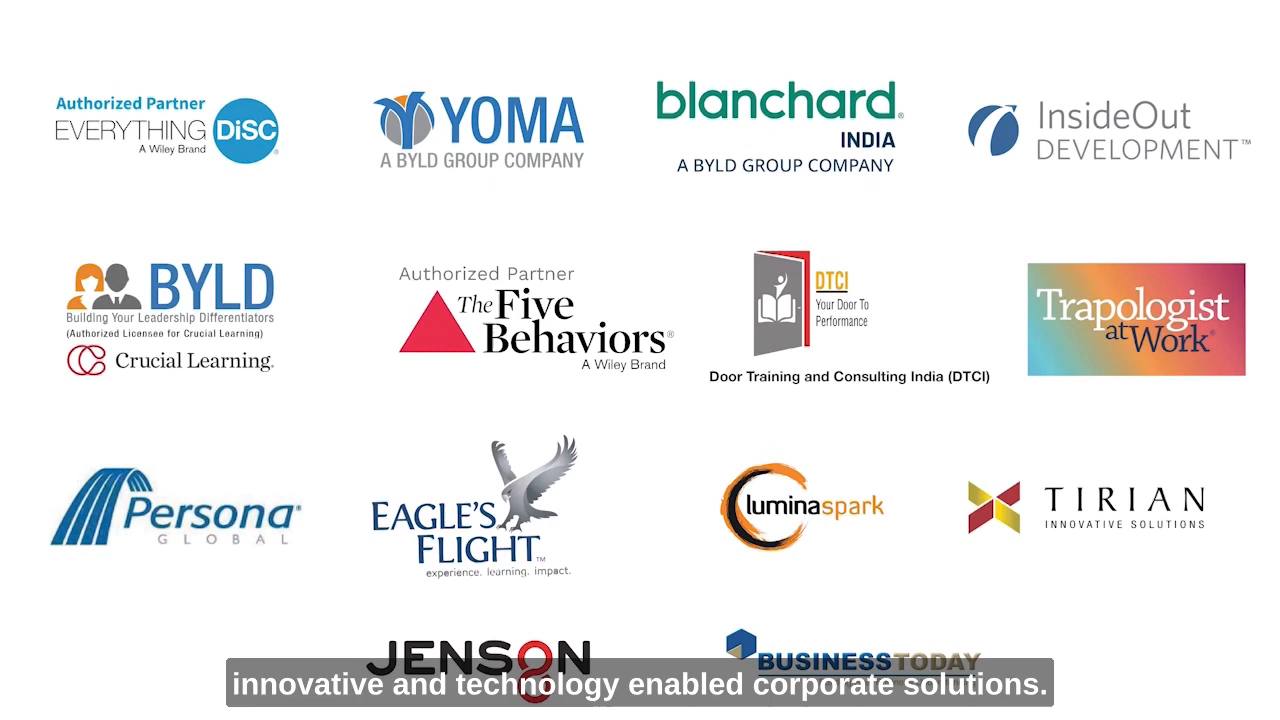 Authorized Partner
EVERYTHING DiSC®
A Wiley Brand
YOMA
A BYLD GROUP COMPANY
blanchard®
INDIA
A BYLD GROUP COMPANY
InsideOut
DEVELOPMENT™
BYLD
Building Your Leadership Differentiators
(Authorized Licensee for Crucial Learning)
Crucial Learning.
Authorized Partner
The Five
Behaviors®
A Wiley Brand
DTCI
Your Door To
Performance
Door Training and Consulting India (DTCI)
Trapologist
at Work®
Persona®
GLOBAL
EAGLE'S
FLIGHT™
experience. learning. impact.
luminaspark
TIRIAN
INNOVATIVE SOLUTIONS
JENSON
BUSINESS TODAY
innovative and technology enabled corporate solutions.